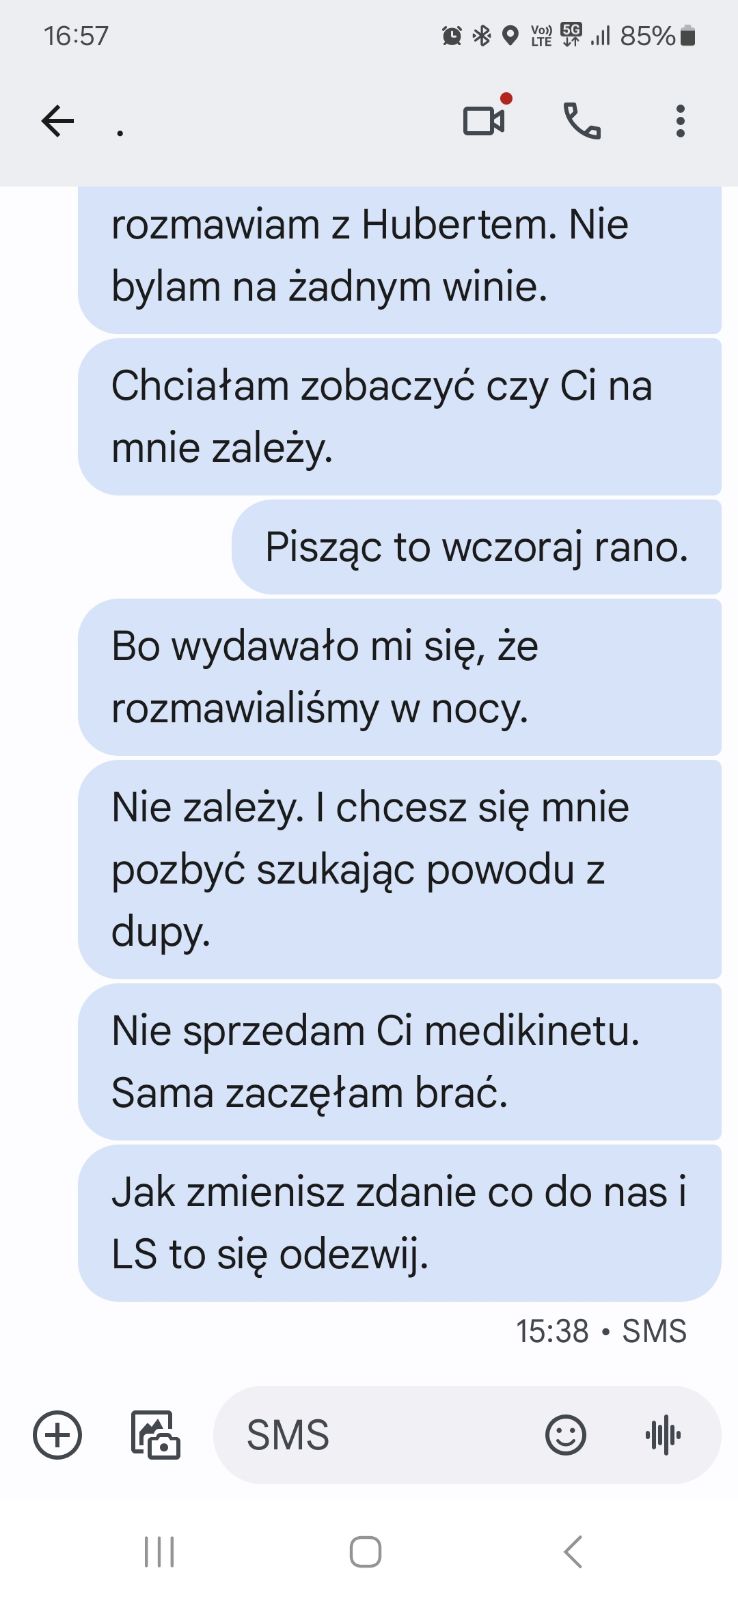 16:57
Vo)) LTE 5G 85%
.
rozmawiam z Hubertem. Nie
bylam na żadnym winie.
Chciałam zobaczyć czy Ci na
mnie zależy.
Pisząc to wczoraj rano.
Bo wydawało mi się, że
rozmawialiśmy w nocy.
Nie zależy. I chcesz się mnie
pozbyć szukając powodu z
dupy.
Nie sprzedam Ci medikinetu.
Sama zaczęłam brać.
Jak zmienisz zdanie co do nas i
LS to się odezwij.
15:38 • SMS
SMS